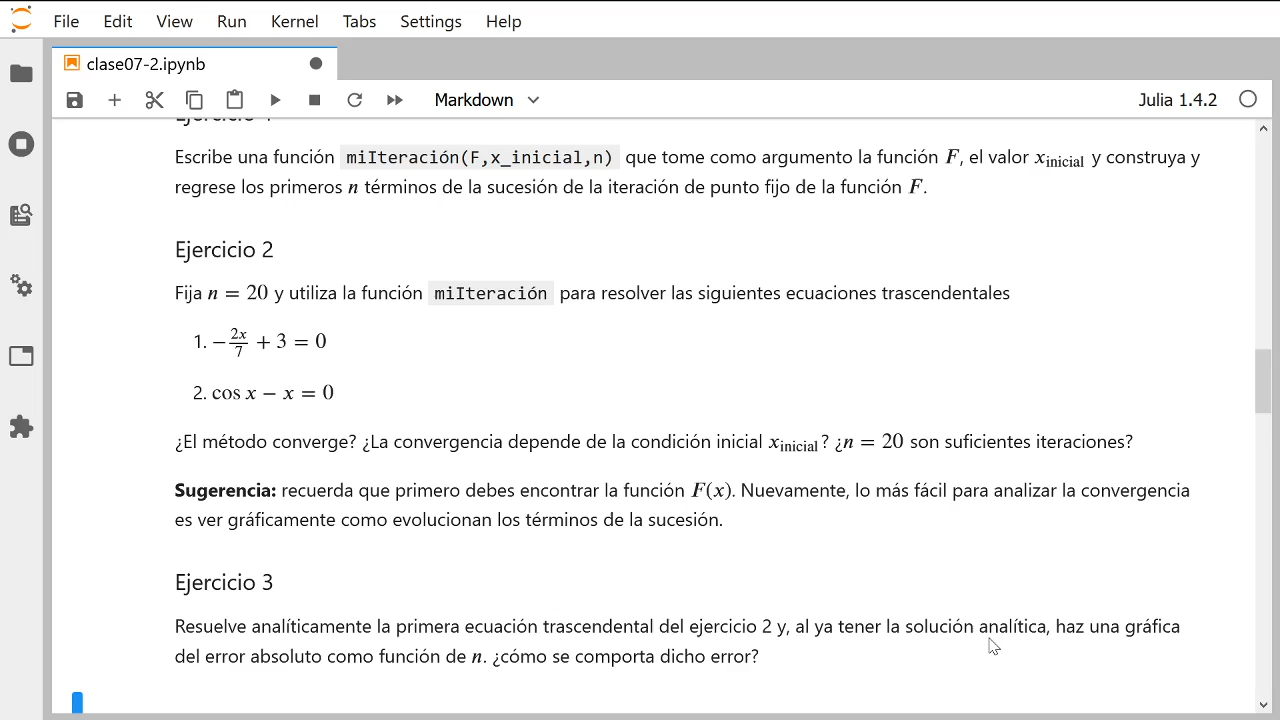 File Edit View Run Kernel Tabs Settings Help
clase07-2.ipynb
Markdown
Julia 1.4.2
Escribe una función miIteración(F,x_inicial,n) que tome como argumento la función F, el valor x_inicial y construya y
regrese los primeros n términos de la sucesión de la iteración de punto fijo de la función F.
Ejercicio 2
Fija n = 20 y utiliza la función miIteración para resolver las siguientes ecuaciones trascendentales
1. −2x/7 + 3 = 0
2. cos x − x = 0
¿El método converge? ¿La convergencia depende de la condición inicial x_inicial? ¿n = 20 son suficientes iteraciones?
Sugerencia: recuerda que primero debes encontrar la función F(x). Nuevamente, lo más fácil para analizar la convergencia
es ver gráficamente como evolucionan los términos de la sucesión.
Ejercicio 3
Resuelve analíticamente la primera ecuación trascendental del ejercicio 2 y, al ya tener la solución analítica, haz una gráfica
del error absoluto como función de n. ¿cómo se comporta dicho error?